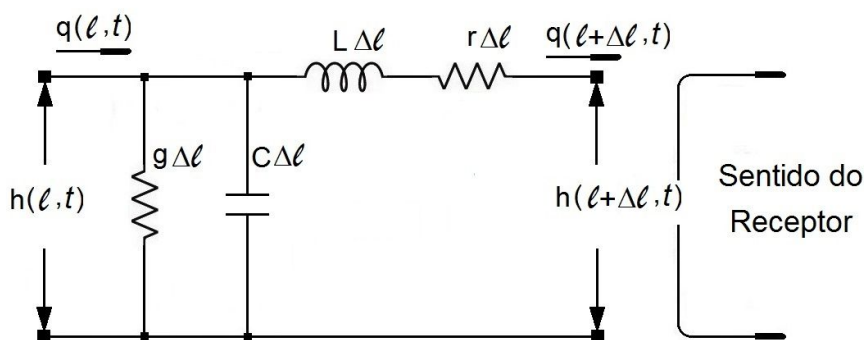 q(ℓ,t)
LΔℓ
rΔℓ
q(ℓ+Δℓ,t)
gΔℓ
CΔℓ
h(ℓ,t)
h(ℓ+Δℓ,t)
Sentido do
Receptor